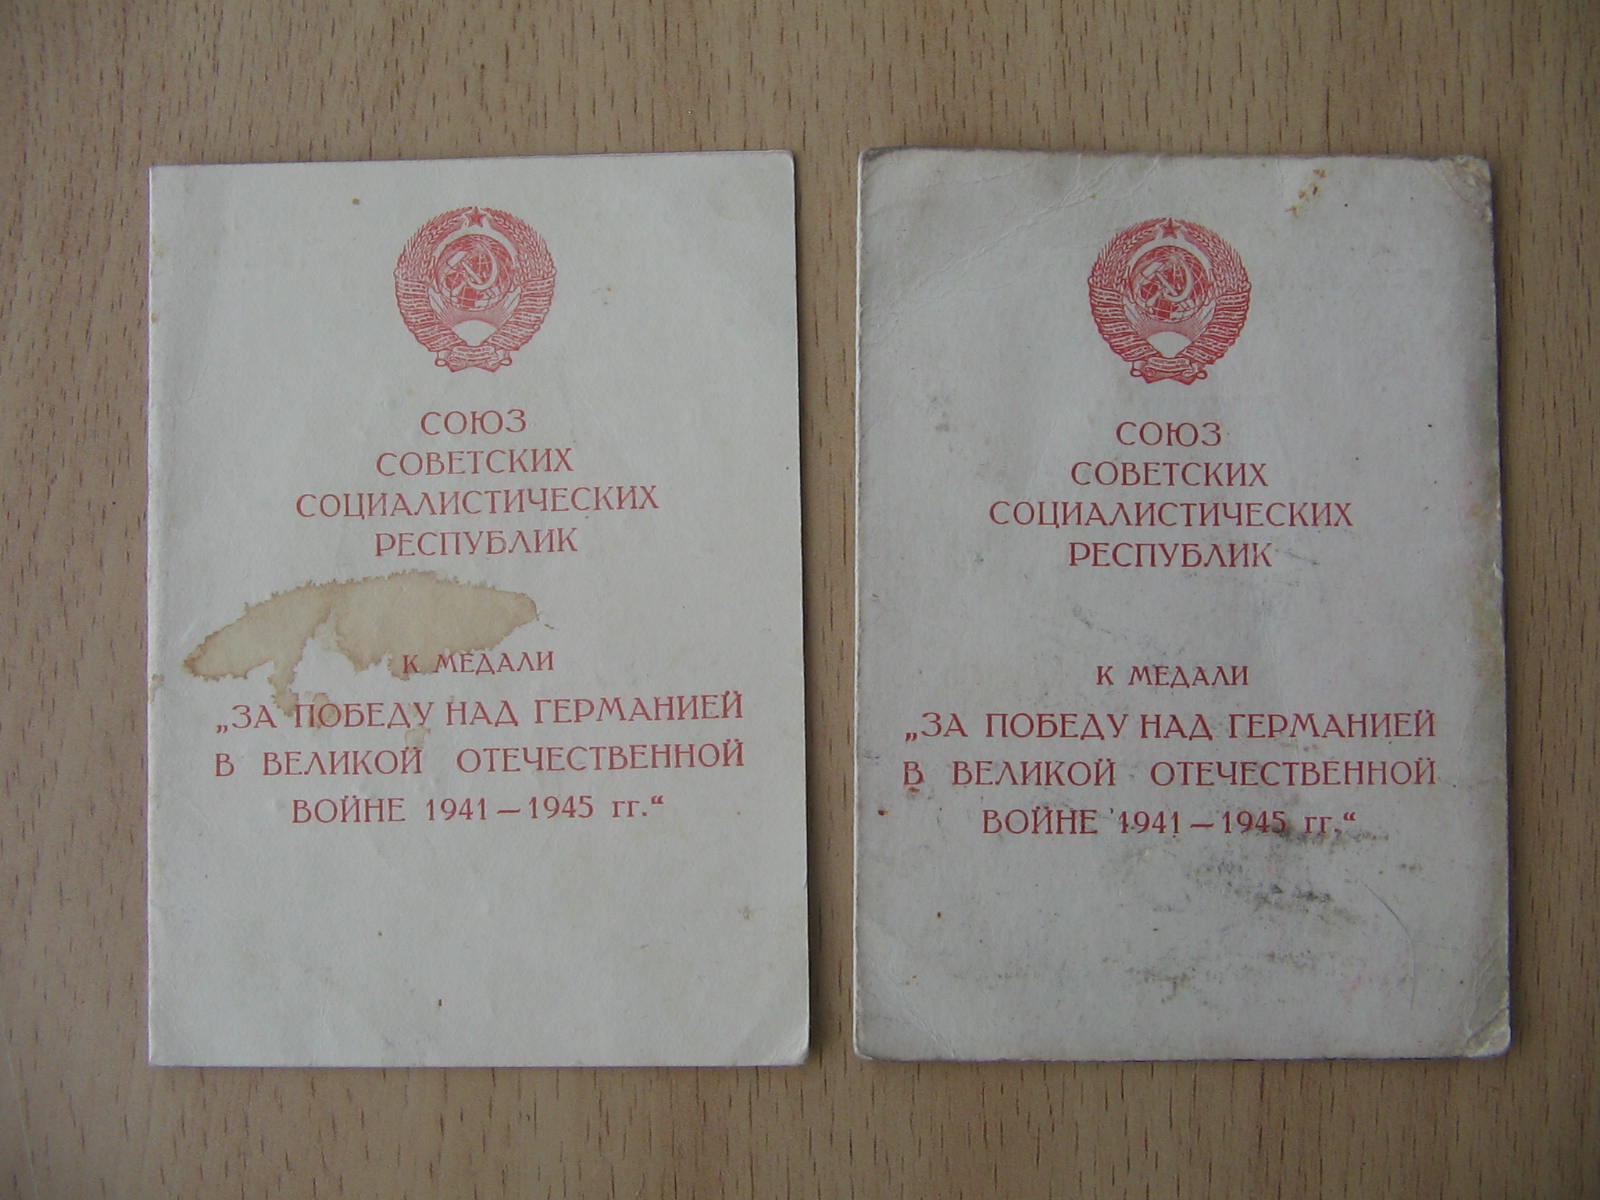 СОЮЗ
СОВЕТСКИХ
СОЦИАЛИСТИЧЕСКИХ
РЕСПУБЛИК
К МЕДАЛИ
„ЗА ПОБЕДУ НАД ГЕРМАНИЕЙ
В ВЕЛИКОЙ ОТЕЧЕСТВЕННОЙ
ВОЙНЕ 1941 — 1945 гг.“
СОЮЗ
СОВЕТСКИХ
СОЦИАЛИСТИЧЕСКИХ
РЕСПУБЛИК
К МЕДАЛИ
„ЗА ПОБЕДУ НАД ГЕРМАНИЕЙ
В ВЕЛИКОЙ ОТЕЧЕСТВЕННОЙ
ВОЙНЕ 1941 — 1945 гг.“